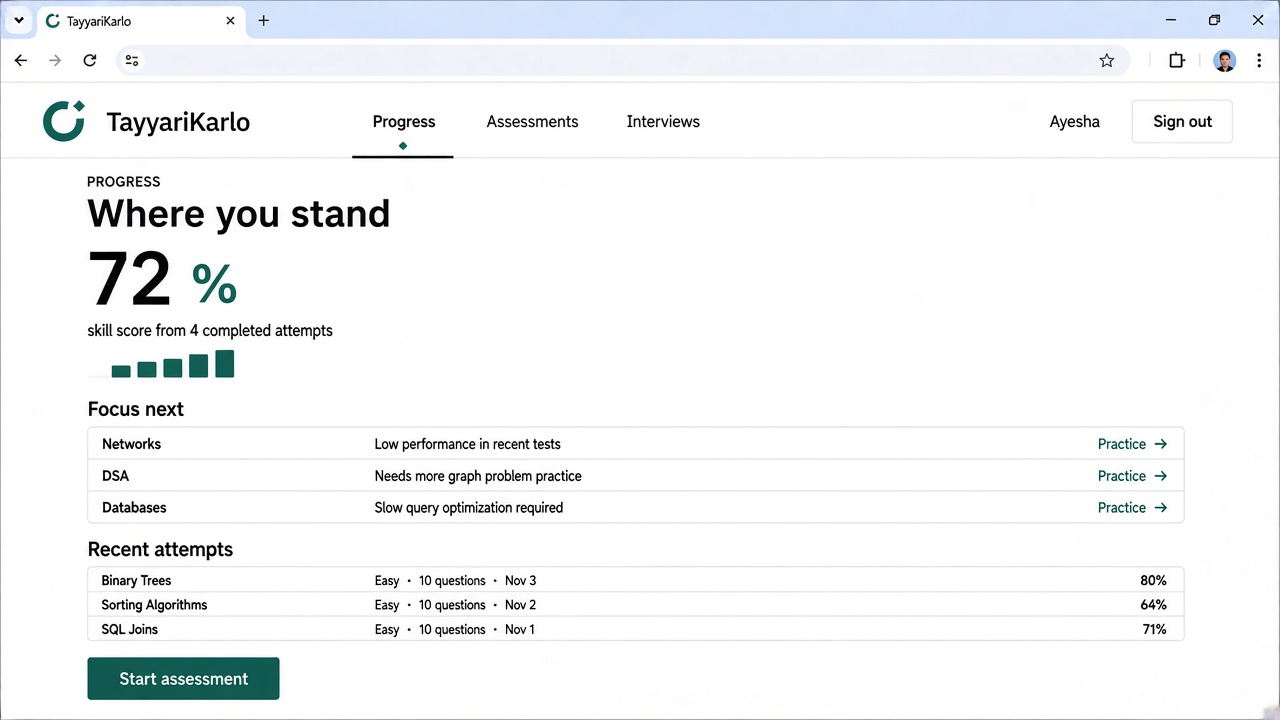 TayyariKarlo
TayyariKarlo
Progress
Assessments
Interviews
Ayesha
Sign out
PROGRESS
Where you stand
72 %
skill score from 4 completed attempts
Focus next
Networks Low performance in recent tests Practice →
DSA Needs more graph problem practice Practice →
Databases Slow query optimization required Practice →
Recent attempts
Binary Trees Easy • 10 questions • Nov 3 80%
Sorting Algorithms Easy • 10 questions • Nov 2 64%
SQL Joins Easy • 10 questions • Nov 1 71%
Start assessment